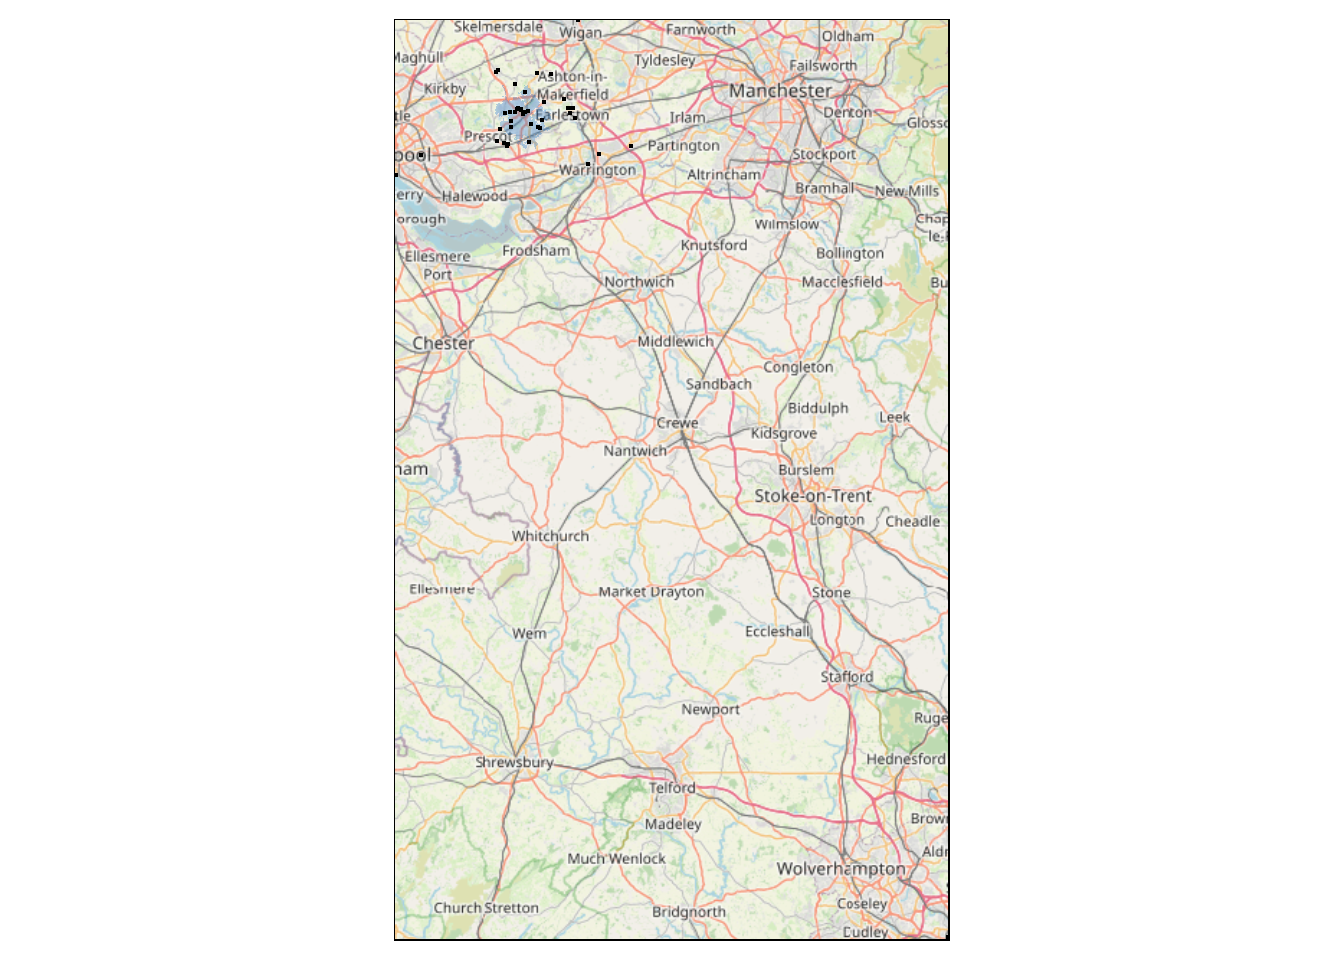 Skelmersdale
Wigan
Farnworth
Oldham
Maghull
Tyldesley
Failsworth
Kirkby
Ashton-in-
Makerfield
Manchester
tle
Earlestown
Irlam
Denton
Glosso
Prescot
Partington
Stockport
pool
Warrington
Altrincham
Bramhall
New Mills
erry
Halewood
orough
Wilmslow
Chap
le-
Knutsford
Frodsham
Bollington
Ellesmere
Port
Northwich
Macclesfield
Bu
Middlewich
Chester
Congleton
Sandbach
Biddulph
Leek
Crewe
Kidsgrove
Nantwich
ham
Burslem
Stoke-on-Trent
Longton
Cheadle
Whitchurch
Ellesmere
Market Drayton
Stone
Wem
Eccleshall
Stafford
Newport
Ruge
Shrewsbury
Hednesford
Telford
Madeley
Brown
Aldr
Much Wenlock
Wolverhampton
Church Stretton
Bridgnorth
Coseley
Dudley